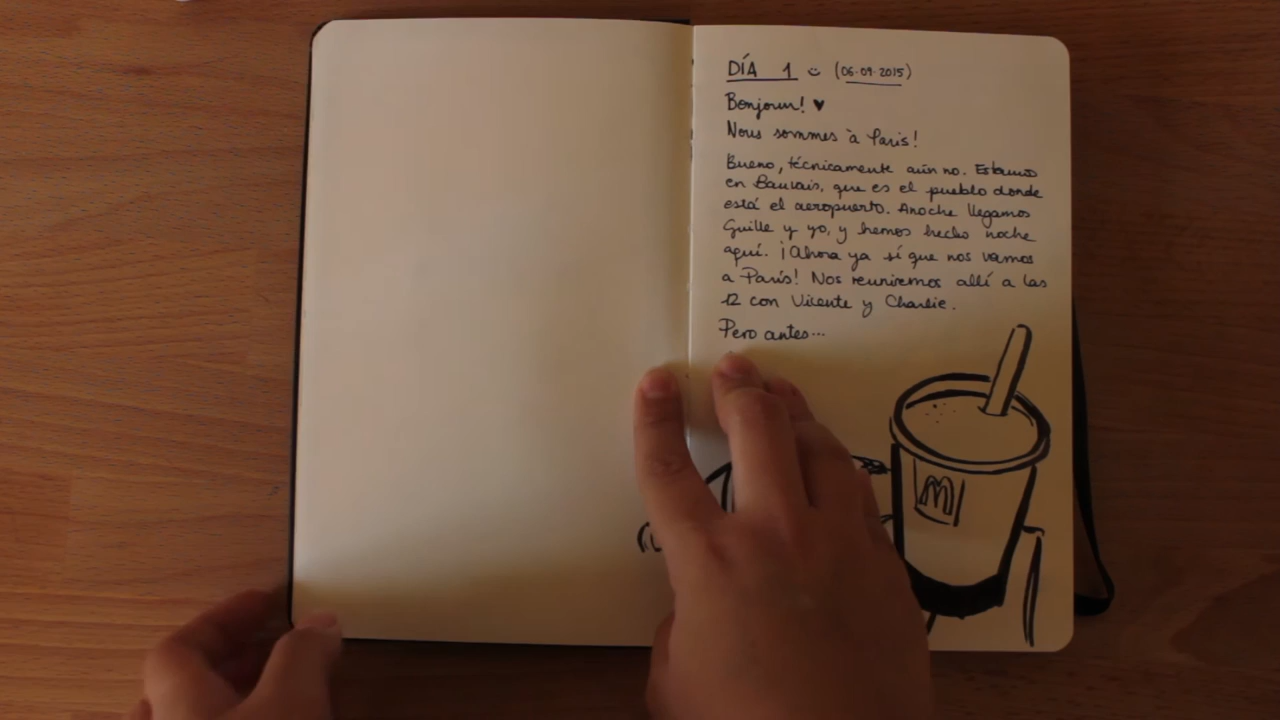 DÍA 1 (06·09·2015)
Bonjour! ♥
Nous sommes à Paris!
Bueno, técnicamente aún no. Estamos
en Bauvais, que es el pueblo donde
está el aeropuerto. Anoche llegamos
Guille y yo, y hemos hecho noche
aquí. ¡Ahora ya sí que nos vamos
a París! Nos reuniremos allí a las
12 con Vicente y Charlie.
Pero antes...
M